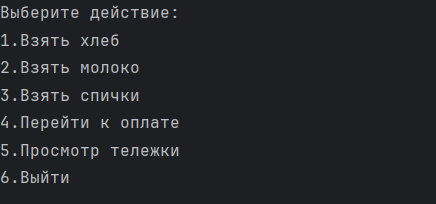 Выберите действие:
1.Взять хлеб
2.Взять молоко
3.Взять спички
4.Перейти к оплате
5.Просмотр тележки
6.Выйти